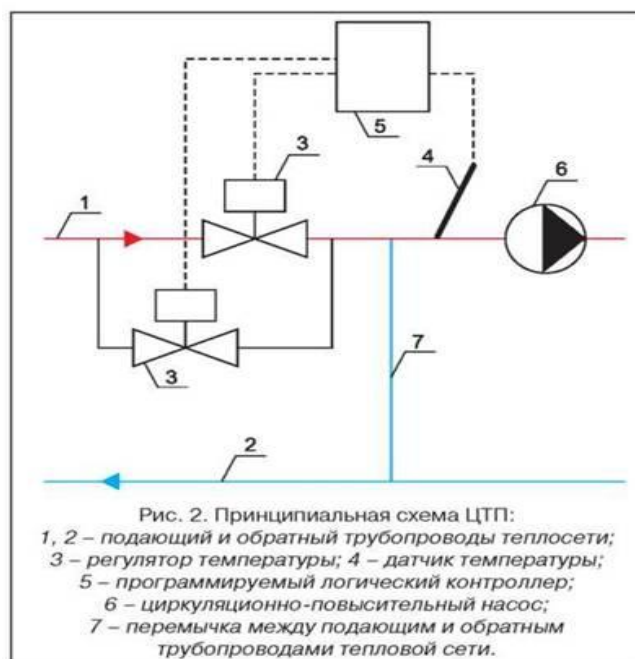 5
3
4
6
1
3
7
2
Рис. 2. Принципиальная схема ЦТП:
1, 2 – подающий и обратный трубопроводы теплосети;
3 – регулятор температуры; 4 – датчик температуры;
5 – программируемый логический контроллер;
6 – циркуляционно-повысительный насос;
7 – перемычка между подающим и обратным
трубопроводами тепловой сети.